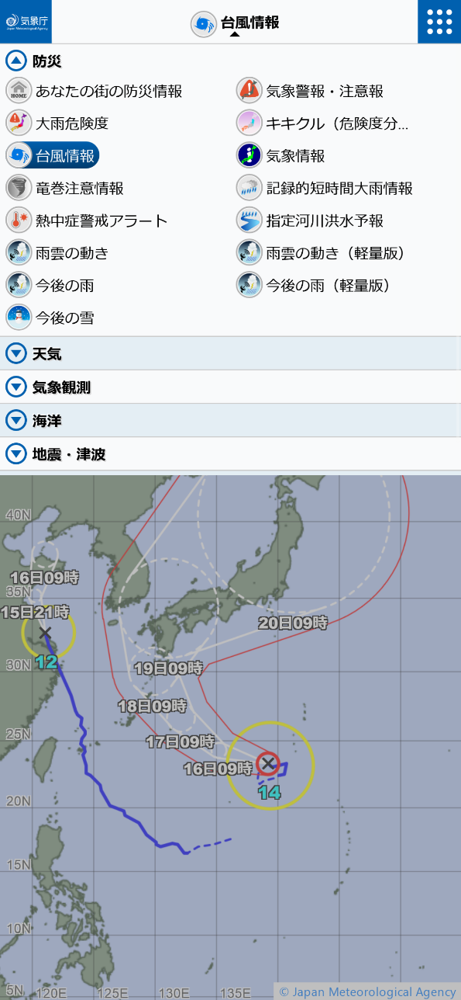 気象庁
Japan Meteorological Agency
台風情報
防災
HOME
あなたの街の防災情報
気象警報・注意報
大雨危険度
キキクル（危険度分...
台風情報
気象情報
竜巻注意情報
記録的短時間大雨情報
熱中症警戒アラート
指定河川洪水予報
雨雲の動き
雨雲の動き（軽量版）
今後の雨
今後の雨（軽量版）
今後の雪
天気
気象観測
海洋
地震・津波
40N
16日09時
35N
15日21時
20日09時
12
30N
19日09時
18日09時
25N
17日09時
16日09時
14
20N
15N
10N
5N
120E
125E
130E
135E
© Japan Meteorological Agency